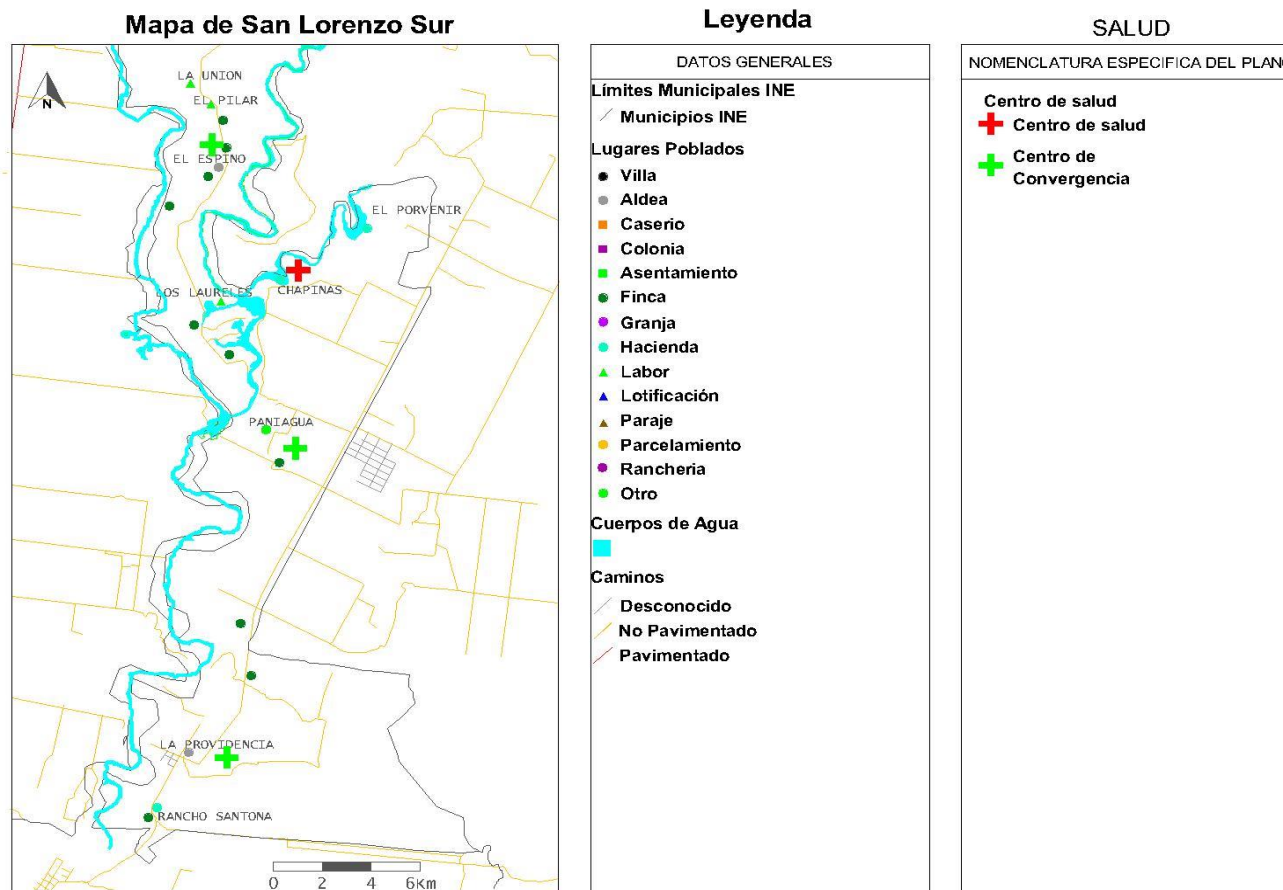 Mapa de San Lorenzo Sur
N
LA UNION
EL PILAR
EL ESPINO
EL PORVENIR
LOS LAURELES
CHAPINAS
PANIAGUA
LA PROVIDENCIA
RANCHO SANTONA
0 2 4 6Km
Leyenda
DATOS GENERALES
Límites Municipales INE
Municipios INE
Lugares Poblados
Villa
Aldea
Caserio
Colonia
Asentamiento
Finca
Granja
Hacienda
Labor
Lotificación
Paraje
Parcelamiento
Rancheria
Otro
Cuerpos de Agua
Caminos
Desconocido
No Pavimentado
Pavimentado
SALUD
NOMENCLATURA ESPECIFICA DEL PLANO
Centro de salud
Centro de salud
Centro de
Convergencia